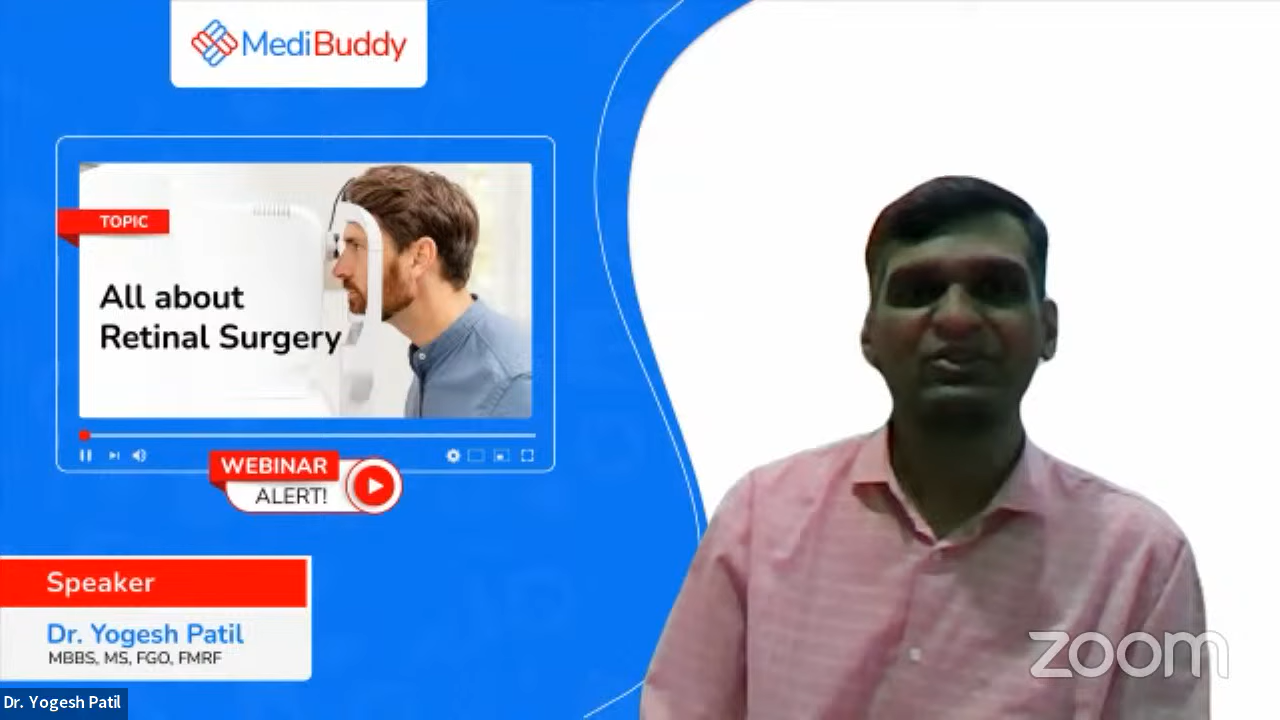 MediBuddy
TOPIC
All about
Retinal Surgery
WEBINAR
ALERT!
Speaker
Dr. Yogesh Patil
MBBS, MS, FGO, FMRF
Dr. Yogesh Patil
zoom